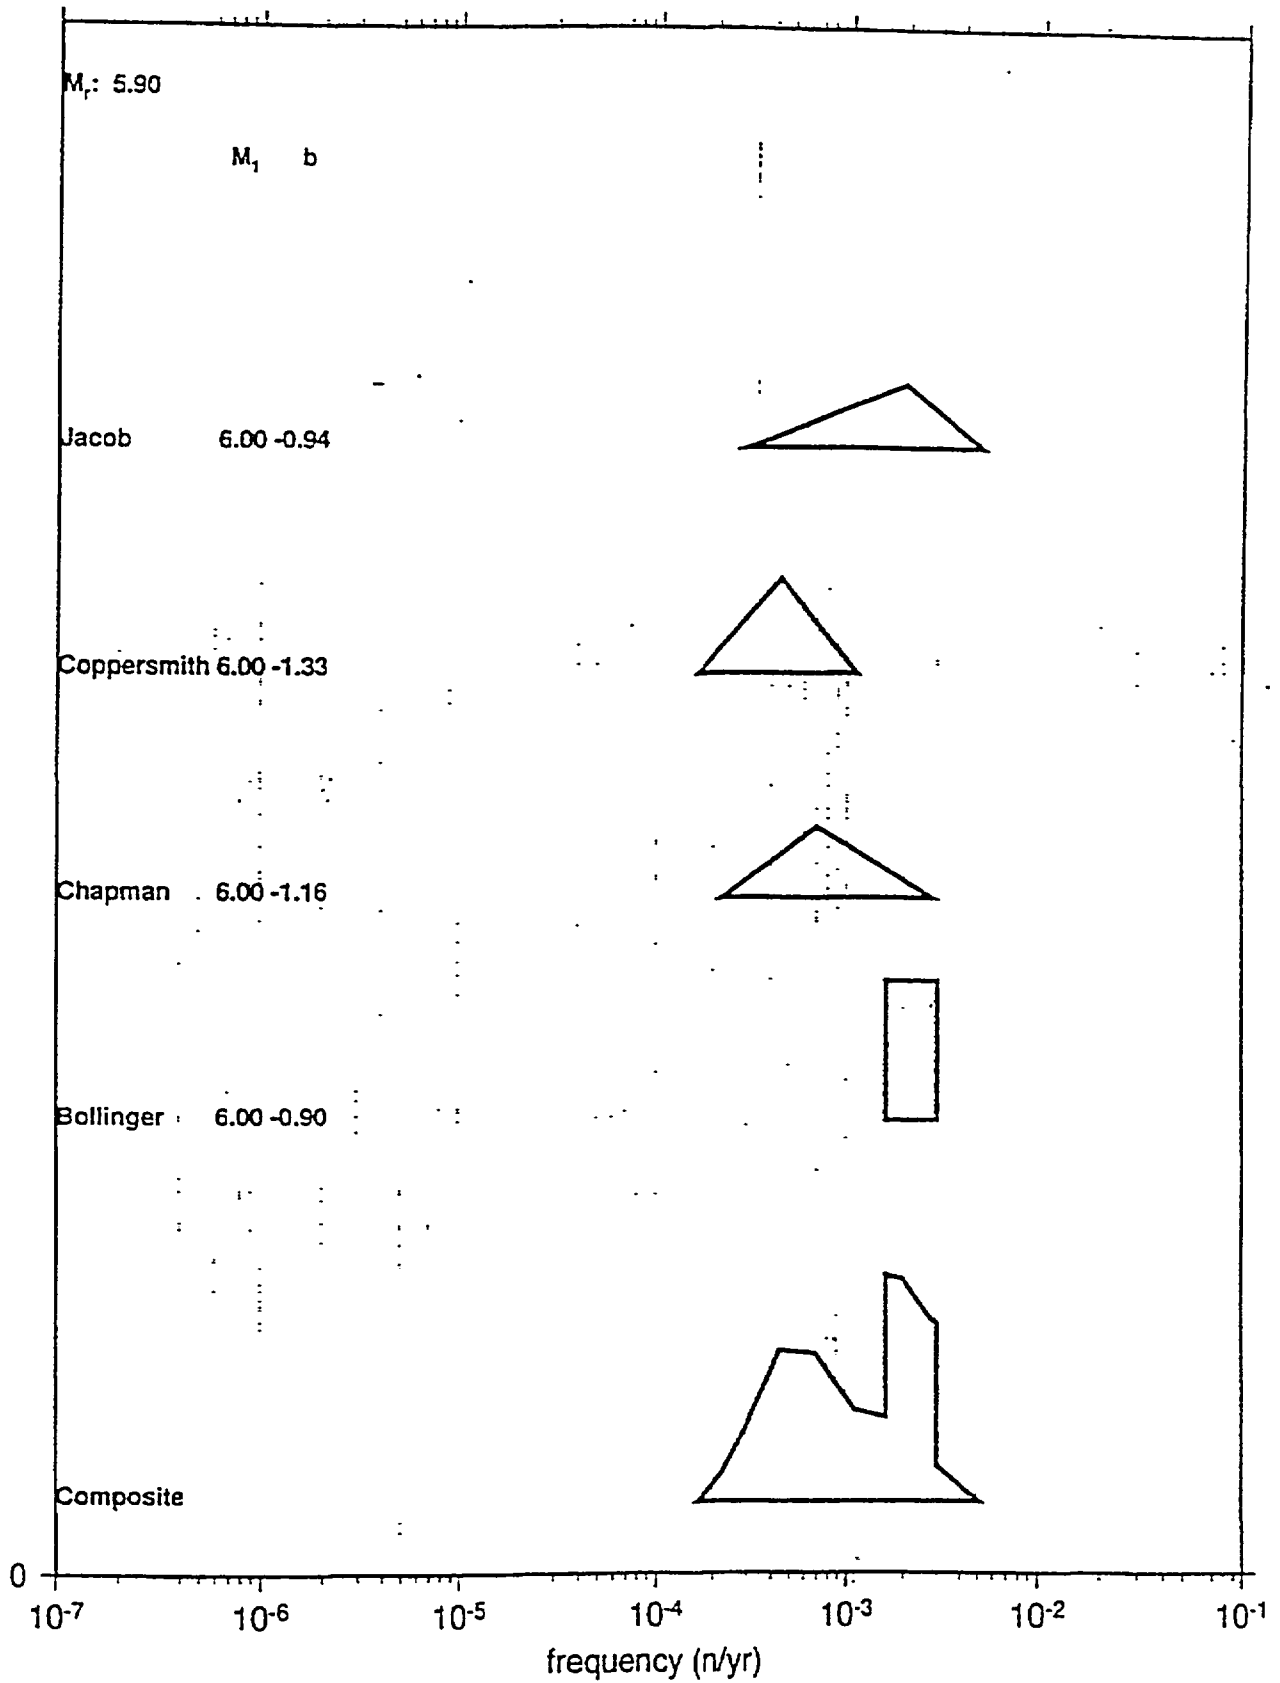 Mr: 5.90
M1 b
Jacob 6.00 -0.94
Coppersmith 6.00 -1.33
Chapman 6.00 -1.16
Bollinger 6.00 -0.90
Composite
0
10-7 10-6 10-5 10-4 10-3 10-2 10-1
frequency (n/yr)